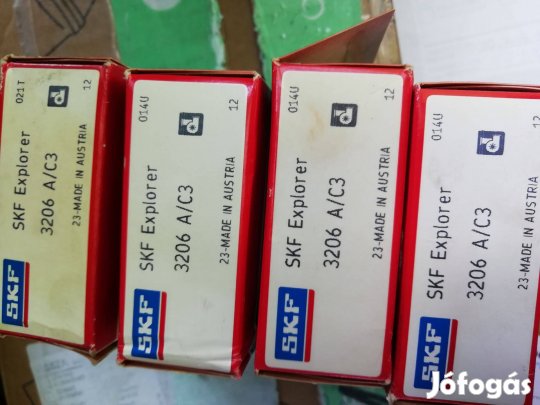 021T 12
SKF Explorer
3206 A/C3
23-MADE IN AUSTRIA
SKF
014U 12
SKF Explorer
3206 A/C3
23-MADE IN AUSTRIA
SKF
014U 12
SKF Explorer
3206 A/C3
23-MADE IN AUSTRIA
SKF
014U 12
SKF Explorer
3206 A/C3
23-MADE IN AUSTRIA
SKF
Jófogás